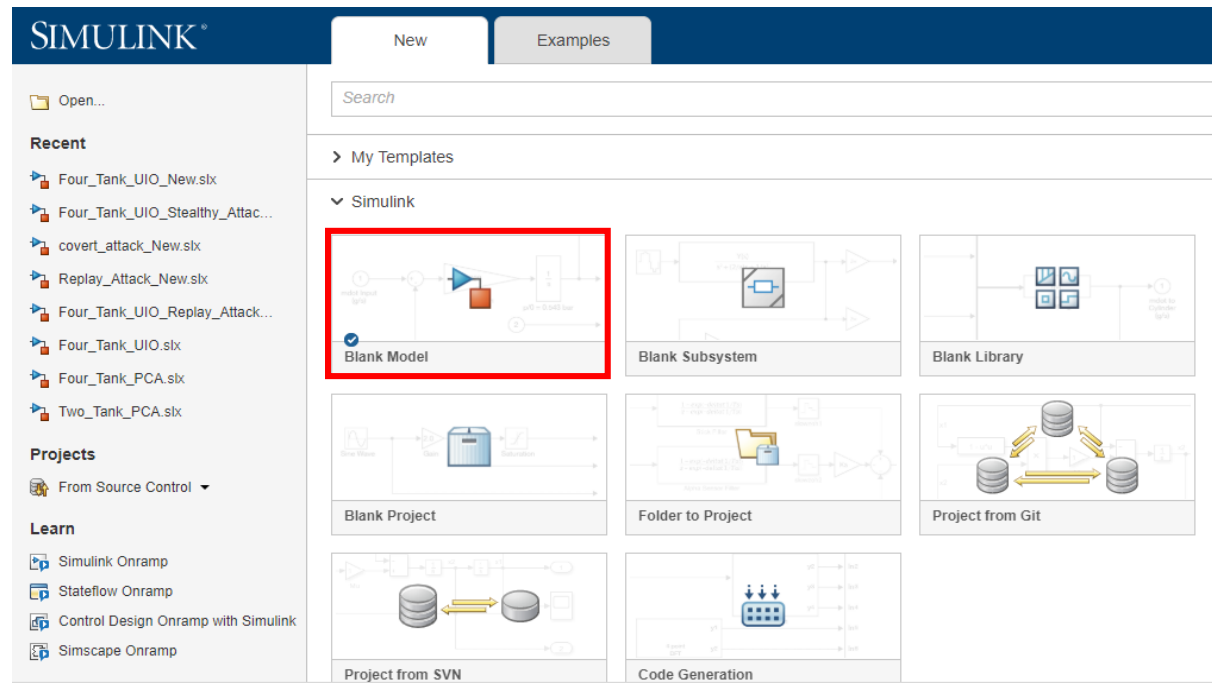 SIMULINK®
New
Examples
Open...
Search
Recent
Four_Tank_UIO_New.slx
Four_Tank_UIO_Stealthy_Attac...
covert_attack_New.slx
Replay_Attack_New.slx
Four_Tank_UIO_Replay_Attack...
Four_Tank_UIO.slx
Four_Tank_PCA.slx
Two_Tank_PCA.slx
Projects
From Source Control
Learn
Simulink Onramp
Stateflow Onramp
Control Design Onramp with Simulink
Simscape Onramp
My Templates
Simulink
Blank Model
Blank Subsystem
Blank Library
Blank Project
Folder to Project
Project from Git
Project from SVN
Code Generation